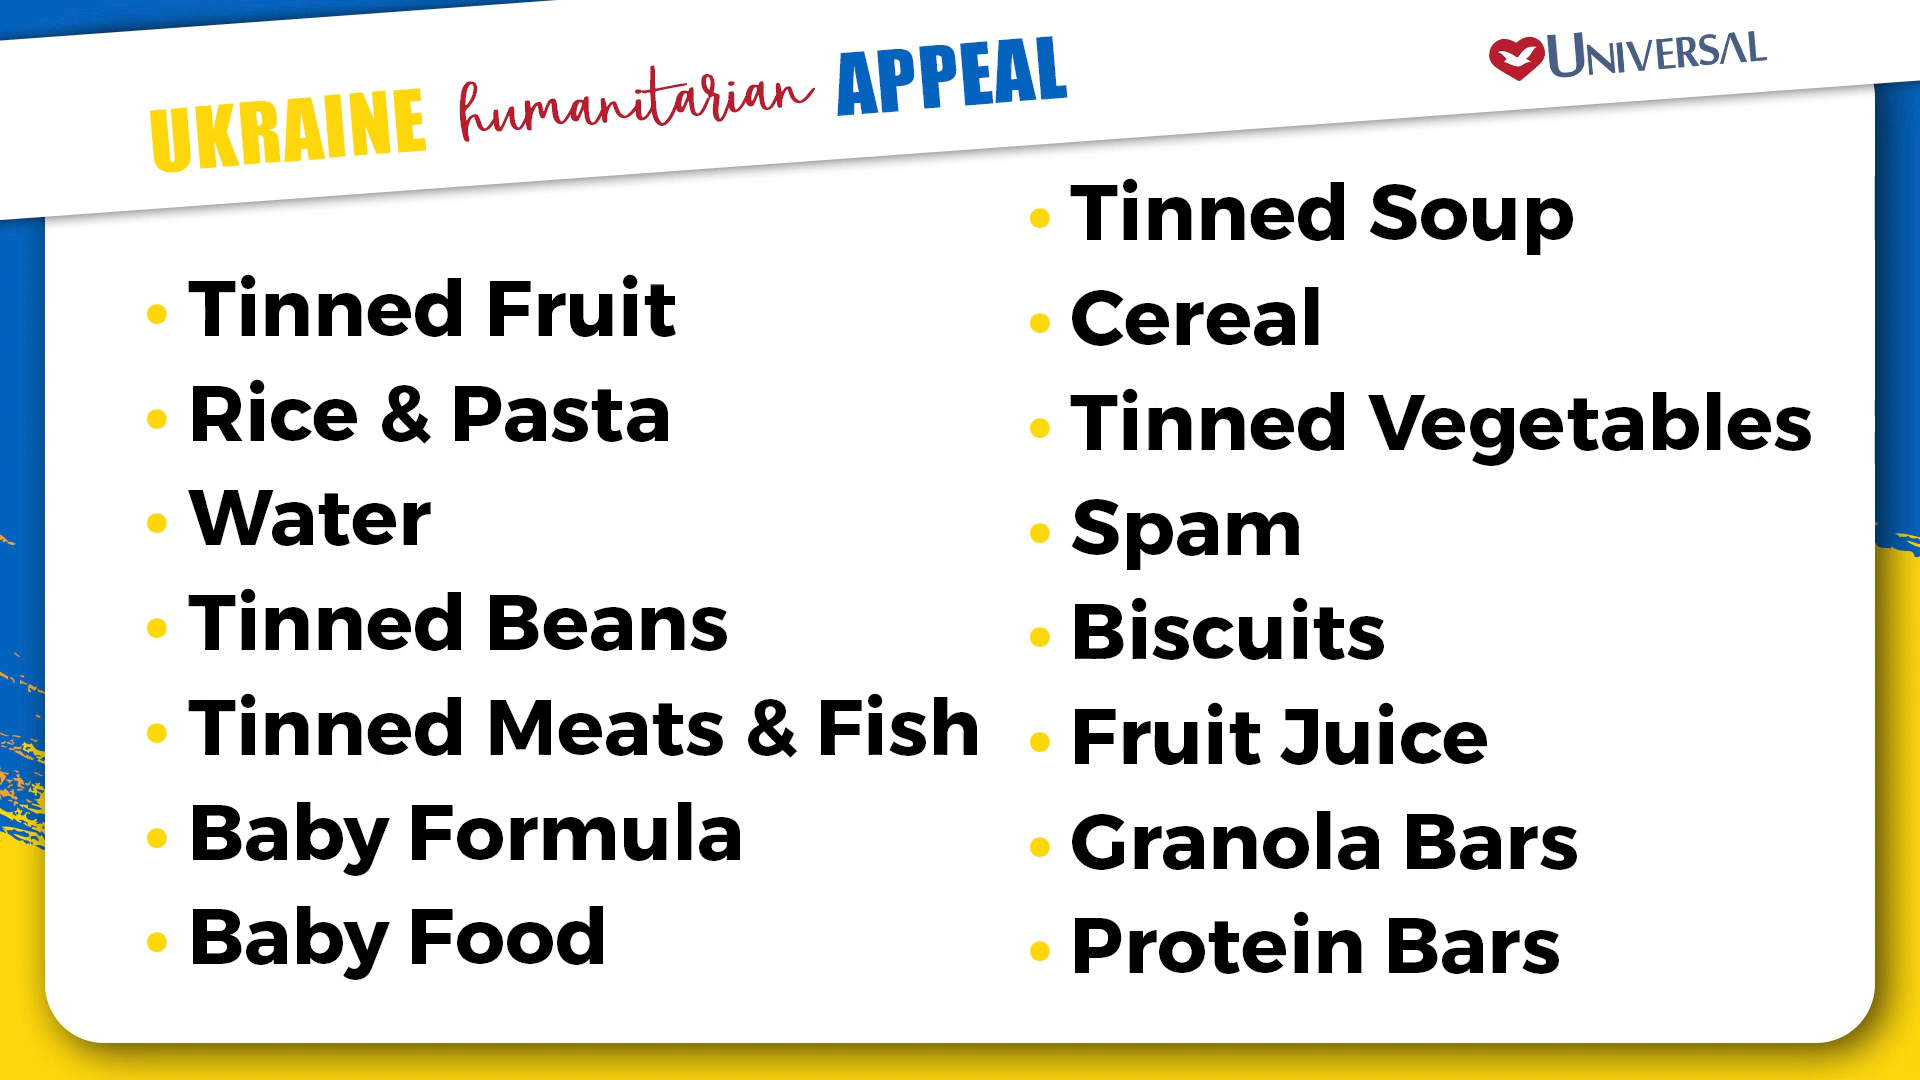 UKRAINE humanitarian APPEAL
UNIVERSAL
• Tinned Fruit
• Rice & Pasta
• Water
• Tinned Beans
• Tinned Meats & Fish
• Baby Formula
• Baby Food
• Tinned Soup
• Cereal
• Tinned Vegetables
• Spam
• Biscuits
• Fruit Juice
• Granola Bars
• Protein Bars